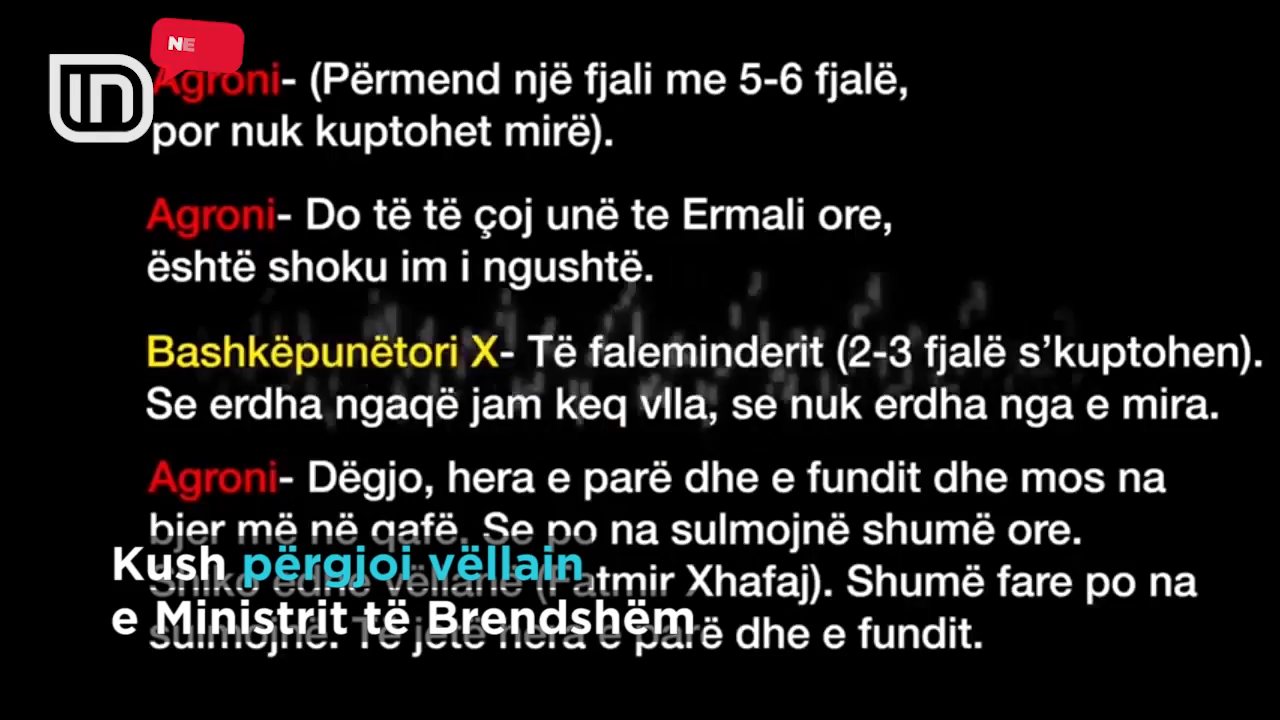 NE
IN
Agroni- (Përmend një fjali me 5-6 fjalë,
por nuk kuptohet mirë).
Agroni- Do të të çoj unë te Ermali ore,
është shoku im i ngushtë.
Bashkëpunëtori X- Të faleminderit (2-3 fjalë s’kuptohen).
Se erdha ngaqë jam keq vlla, se nuk erdha nga e mira.
Agroni- Dëgjo, hera e parë dhe e fundit dhe mos na
bjer më në qafë. Se po na sulmojnë shumë ore.
Shiko edhe vëllanë (Fatmir Xhafaj). Shumë fare po na
sulmojnë. Të jetë hera e parë dhe e fundit.
Kush përgjoi vëllain
e Ministrit të Brendshëm